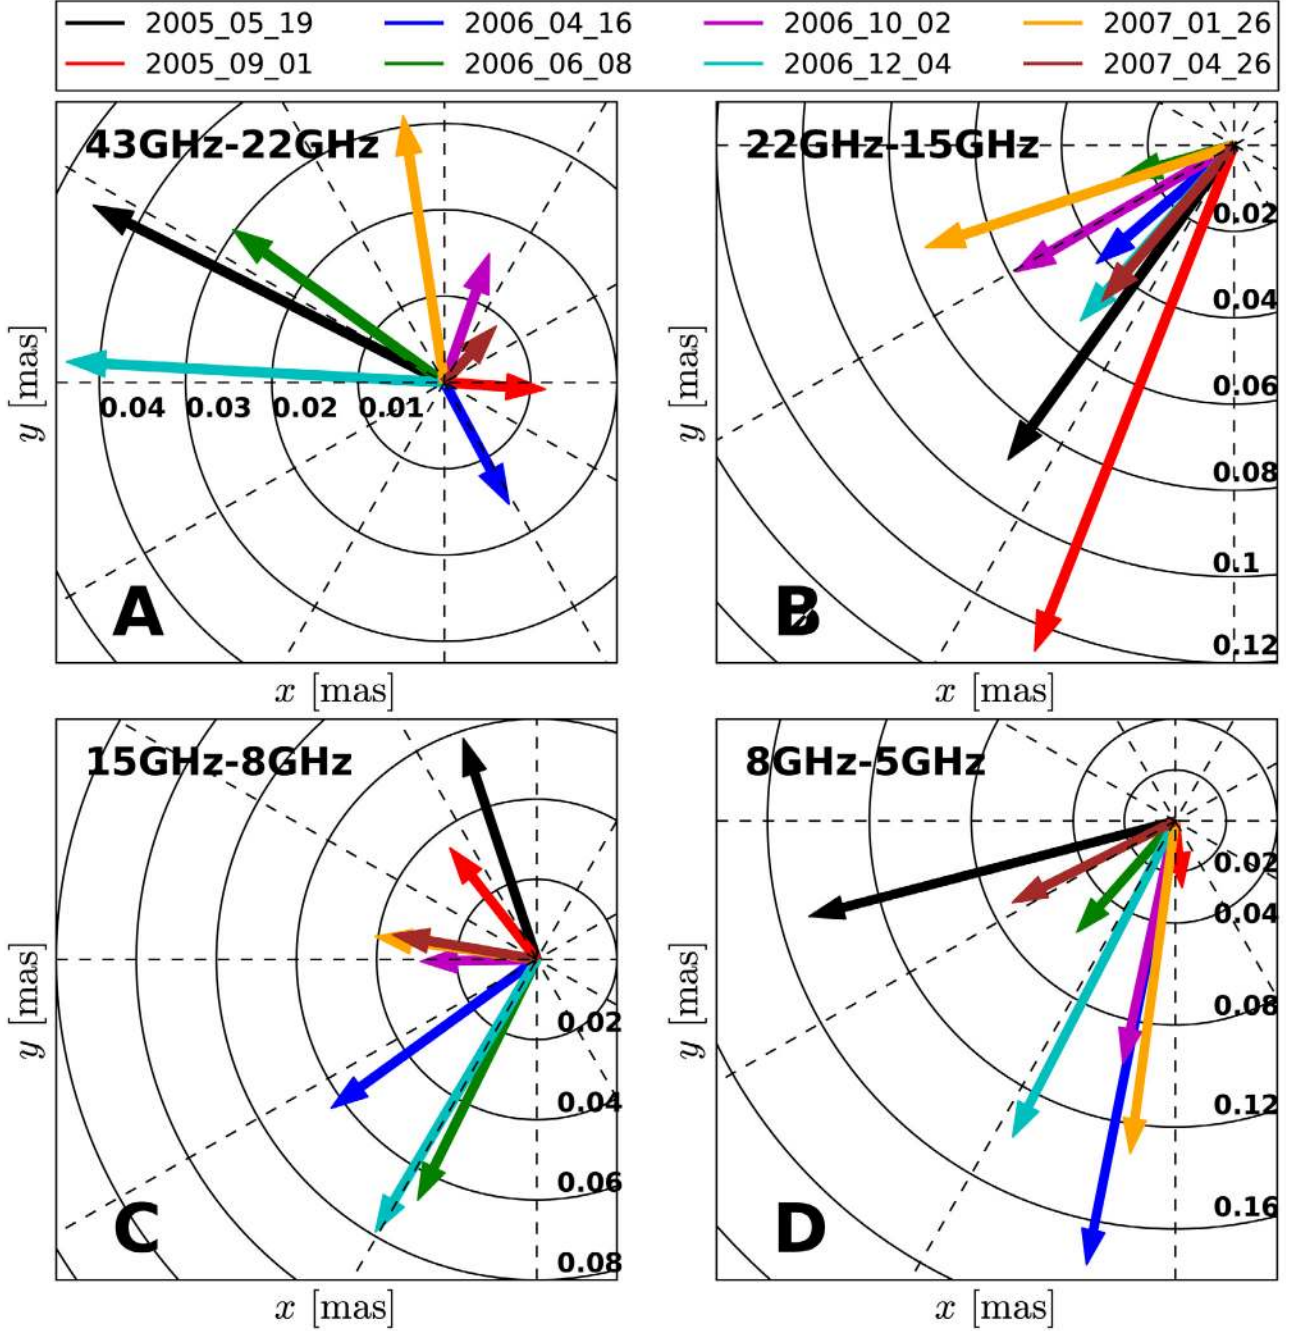 2005_05_19 2006_04_16 2006_10_02 2007_01_26
2005_09_01 2006_06_08 2006_12_04 2007_04_26
43GHz-22GHz
0.04 0.03 0.02 0.01
A
y [mas]
x [mas]
22GHz-15GHz
0.02
0.04
0.06
0.08
0.1
0.12
B
y [mas]
x [mas]
15GHz-8GHz
0.02
0.04
0.06
0.08
C
y [mas]
x [mas]
8GHz-5GHz
0.02
0.04
0.08
0.12
0.16
D
y [mas]
x [mas]